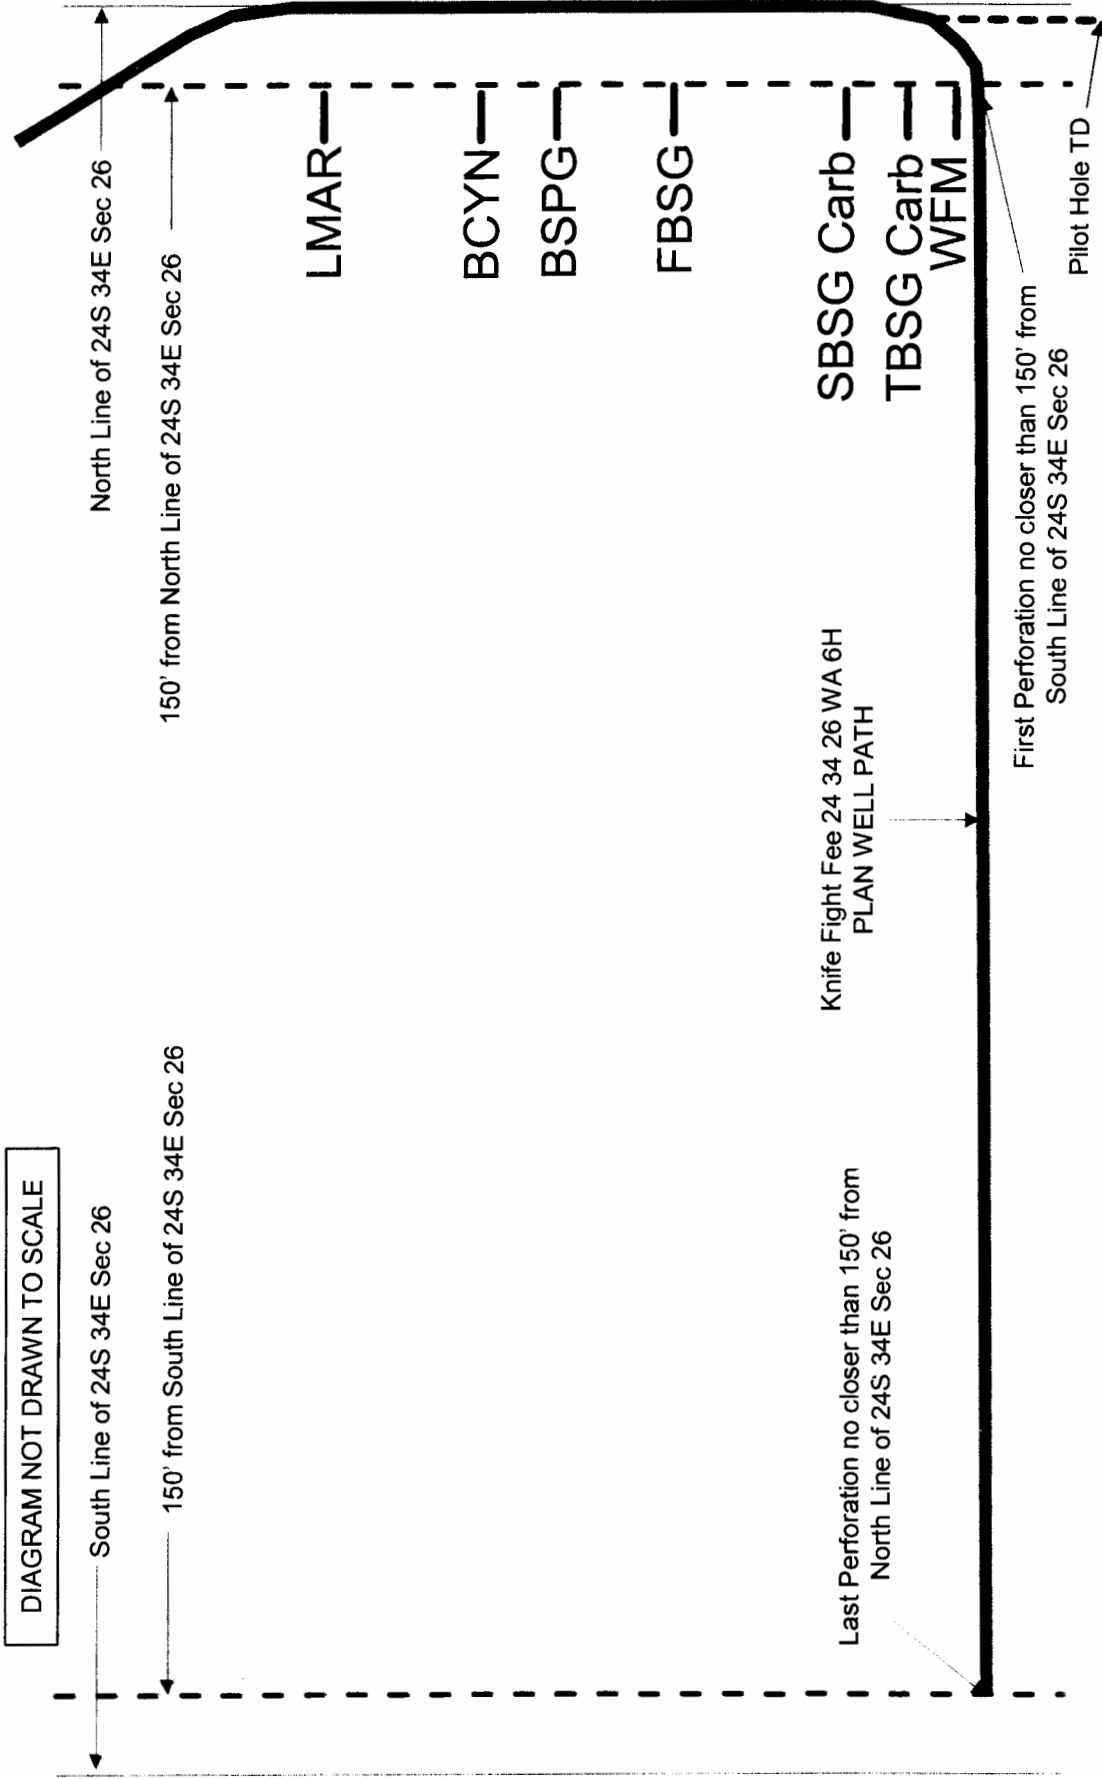 DIAGRAM NOT DRAWN TO SCALE
South Line of 24S 34E Sec 26
North Line of 24S 34E Sec 26
150' from South Line of 24S 34E Sec 26
150' from North Line of 24S 34E Sec 26
LMAR
BCYN
BSPG
FBSG
SBSG Carb
TBSG Carb
WFM
Knife Fight Fee 24 34 26 WA 6H
PLAN WELL PATH
Last Perforation no closer than 150' from
North Line of 24S 34E Sec 26
First Perforation no closer than 150' from
South Line of 24S 34E Sec 26
Pilot Hole TD